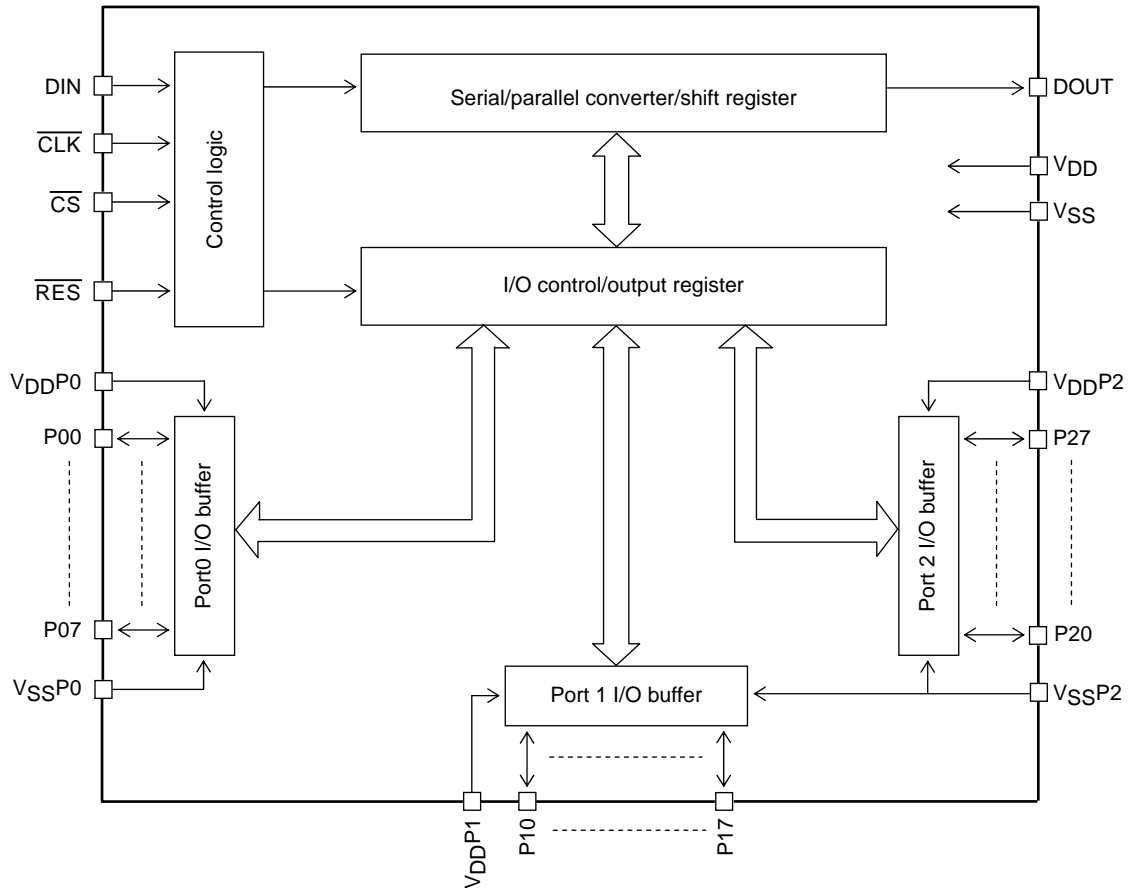 DIN
CLK
CS
RES
Control logic
Serial/parallel converter/shift register
DOUT
VDD
VSS
I/O control/output register
VDDP0
P00
P07
VSSP0
Port0 I/O buffer
VDDP2
P27
P20
VSSP2
Port 2 I/O buffer
Port 1 I/O buffer
VDDP1
P10
P17